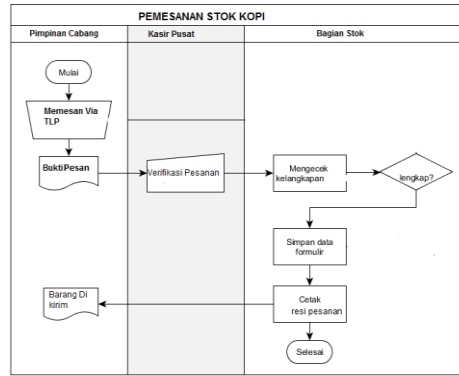 PEMESANAN STOK KOPI
Pimpinan Cabang
Kasir Pusat
Bagian Stok
Mulai
Memesan Via
TLP
BuktiPesan
Verifikasi Pesanan
Mengecek
kelangkapan
lengkap?
Simpan data
formulir
Barang Di
kirim
Cetak
resi pesanan
Selesai